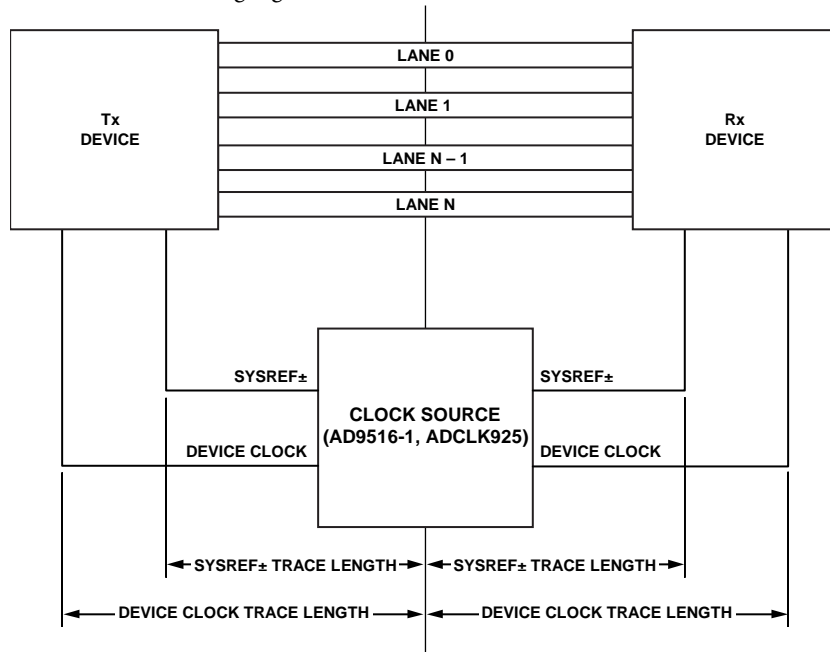 LANE 0
LANE 1
Tx
DEVICE
Rx
DEVICE
LANE N – 1
LANE N
SYSREF±
SYSREF±
CLOCK SOURCE
(AD9516-1, ADCLK925)
DEVICE CLOCK
DEVICE CLOCK
SYSREF± TRACE LENGTH
SYSREF± TRACE LENGTH
DEVICE CLOCK TRACE LENGTH
DEVICE CLOCK TRACE LENGTH